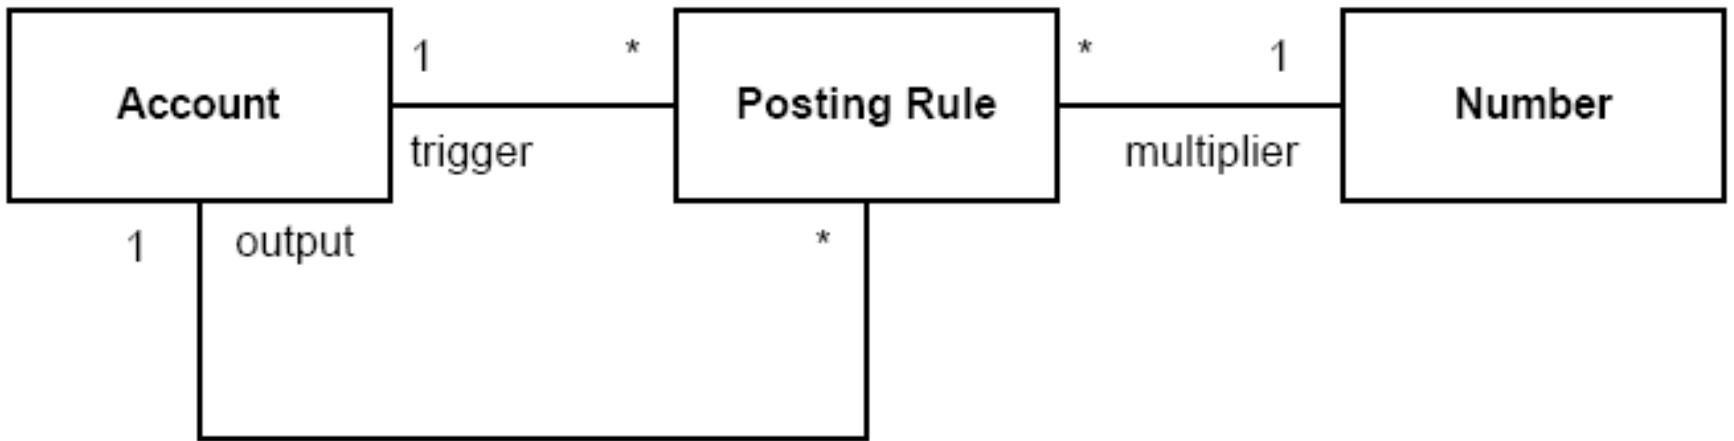 1 * * 1
Account Posting Rule Number
trigger multiplier
1 output *